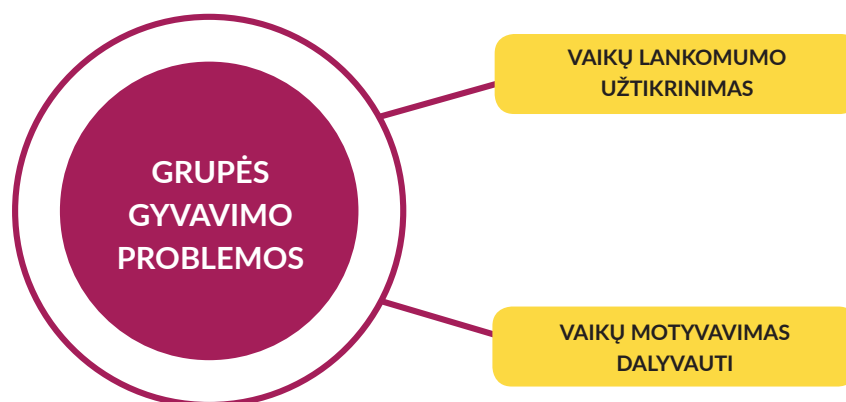 GRUPĖS
GYVAVIMO
PROBLEMOS
VAIKŲ LANKOMUMO
UŽTIKRINIMAS
VAIKŲ MOTYVAVIMAS
DALYVAUTI